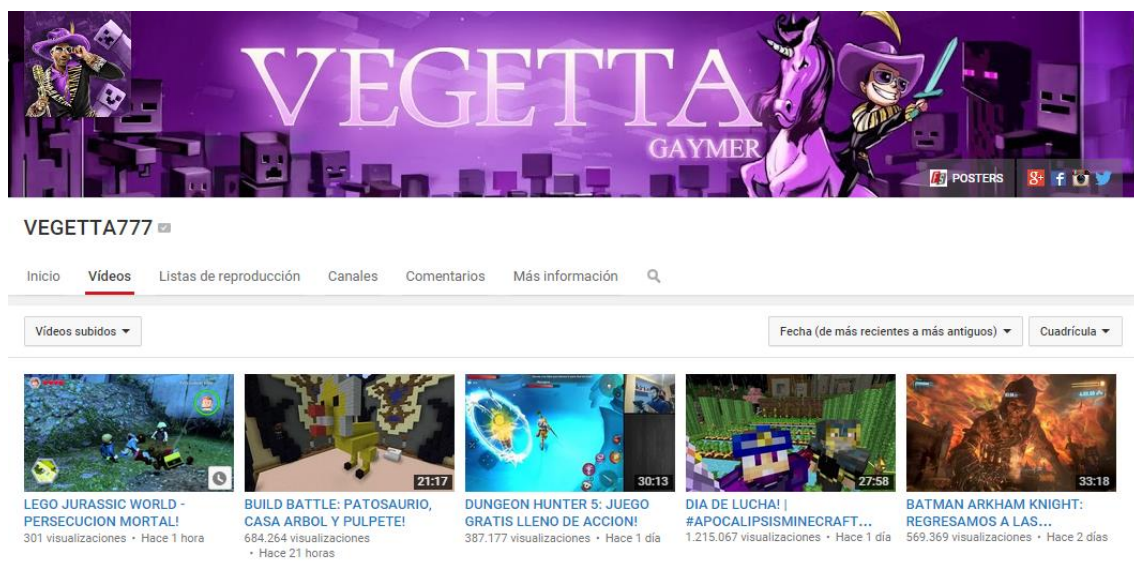 VEGETTA
GAYMER
POSTERS
VEGETTA777
Inicio Vídeos Listas de reproducción Canales Comentarios Más información
Vídeos subidos
Fecha (de más recientes a más antiguos)
Cuadrícula
21:17
30:13
27:58
33:18
LEGO JURASSIC WORLD -
PERSECUCION MORTAL!
301 visualizaciones • Hace 1 hora
BUILD BATTLE: PATOSAURIO,
CASA ARBOL Y PULPETE!
684.264 visualizaciones
• Hace 21 horas
DUNGEON HUNTER 5: JUEGO
GRATIS LLENO DE ACCION!
387.177 visualizaciones • Hace 1 día
DIA DE LUCHA! |
#APOCALIPSISMINECRAFT...
1.215.067 visualizaciones • Hace 1 día
BATMAN ARKHAM KNIGHT:
REGRESAMOS A LAS...
569.369 visualizaciones • Hace 2 días